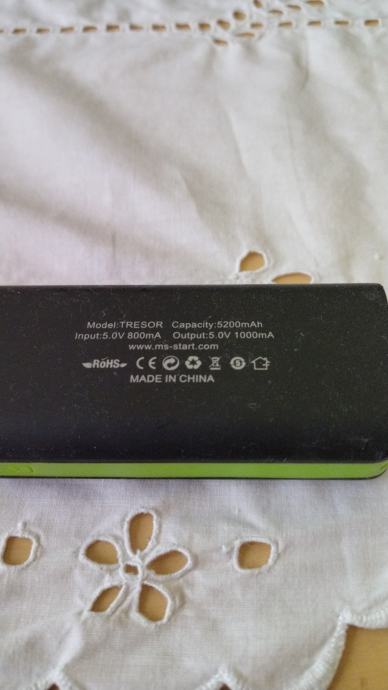 Model:TRESOR Capacity:5200mAh
Input:5.0V 800mA Output:5.0V 1000mA
www.ms-start.com
RoHS CE
MADE IN CHINA